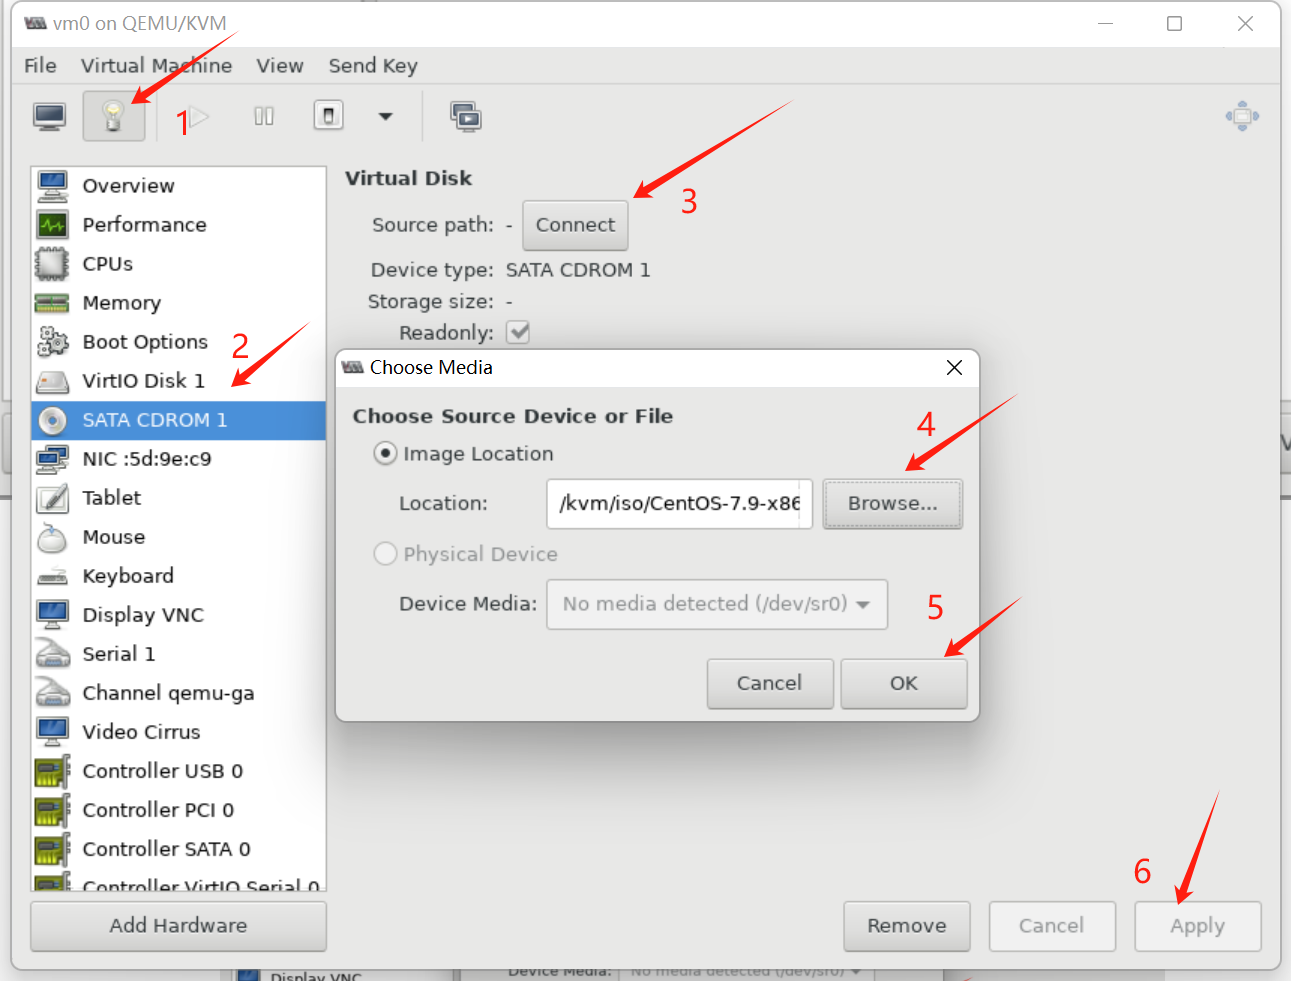 vm0 on QEMU/KVM
File Virtual Machine View Send Key
1
Overview
Performance
CPUs
Memory
Boot Options
VirtIO Disk 1
SATA CDROM 1
NIC :5d:9e:c9
Tablet
Mouse
Keyboard
Display VNC
Serial 1
Channel qemu-ga
Video Cirrus
Controller USB 0
Controller PCI 0
Controller SATA 0
Controller VirtIO Serial 0
Add Hardware
2
Virtual Disk
3
Source path: - Connect
Device type: SATA CDROM 1
Storage size: -
Readonly:
Choose Media
Choose Source Device or File
4
Image Location
Location: /kvm/iso/CentOS-7.9-x86 Browse...
Physical Device
Device Media: No media detected (/dev/sr0)
5
Cancel OK
6
Remove Cancel Apply
Display VNC
Device Media: No media detected (/dev/sr0)